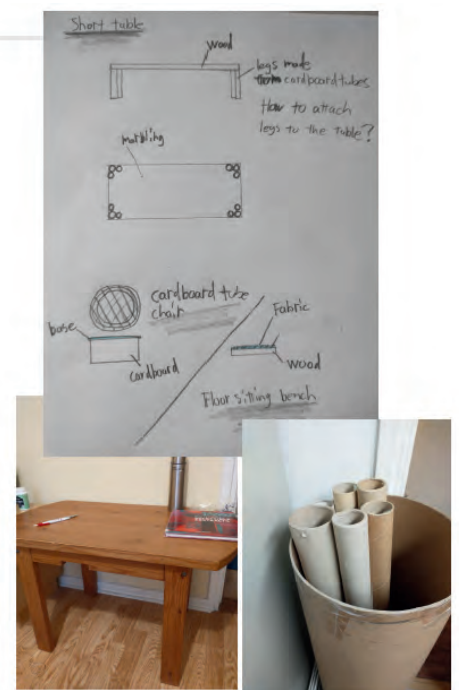 Short table
wood
legs made
cardboard tubes
How to attach
legs to the table?
marbling
cardboard tube
chair
base
cardboard
Fabric
wood
Floor sitting bench